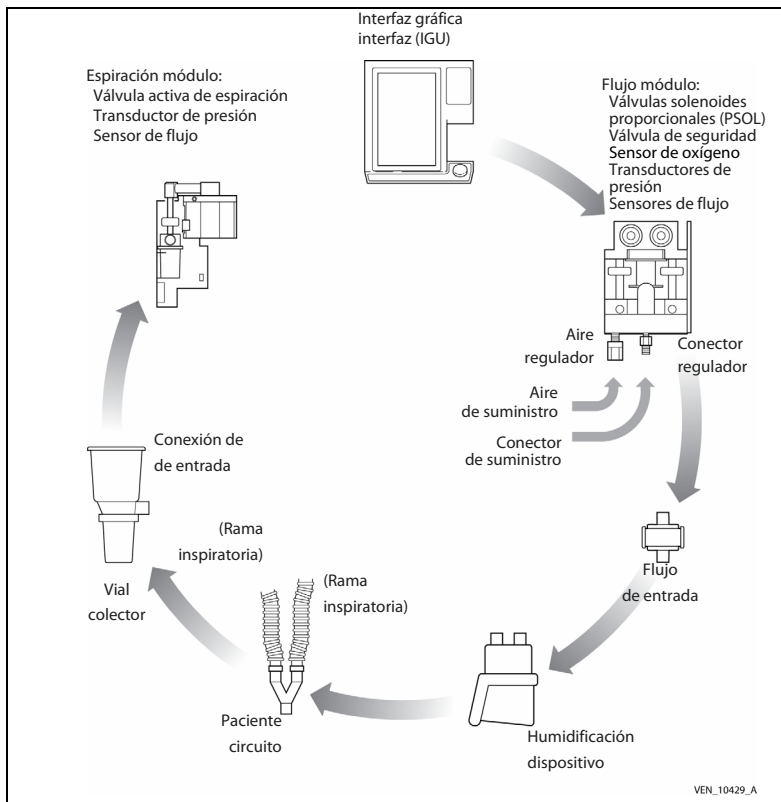 Interfaz gráfica
interfaz (IGU)
Espiración módulo:
Válvula activa de espiración
Transductor de presión
Sensor de flujo
Flujo módulo:
Válvulas solenoides
proporcionales (PSOL)
Válvula de seguridad
Sensor de oxígeno
Transductores de
presión
Sensores de flujo
Aire
regulador
Conector
regulador
Aire
de suministro
Conector
de suministro
Conexión de
de entrada
(Rama
inspiratoria)
Vial
colector
(Rama
inspiratoria)
Flujo
de entrada
Paciente
circuito
Humidificación
dispositivo
VEN_10429_A